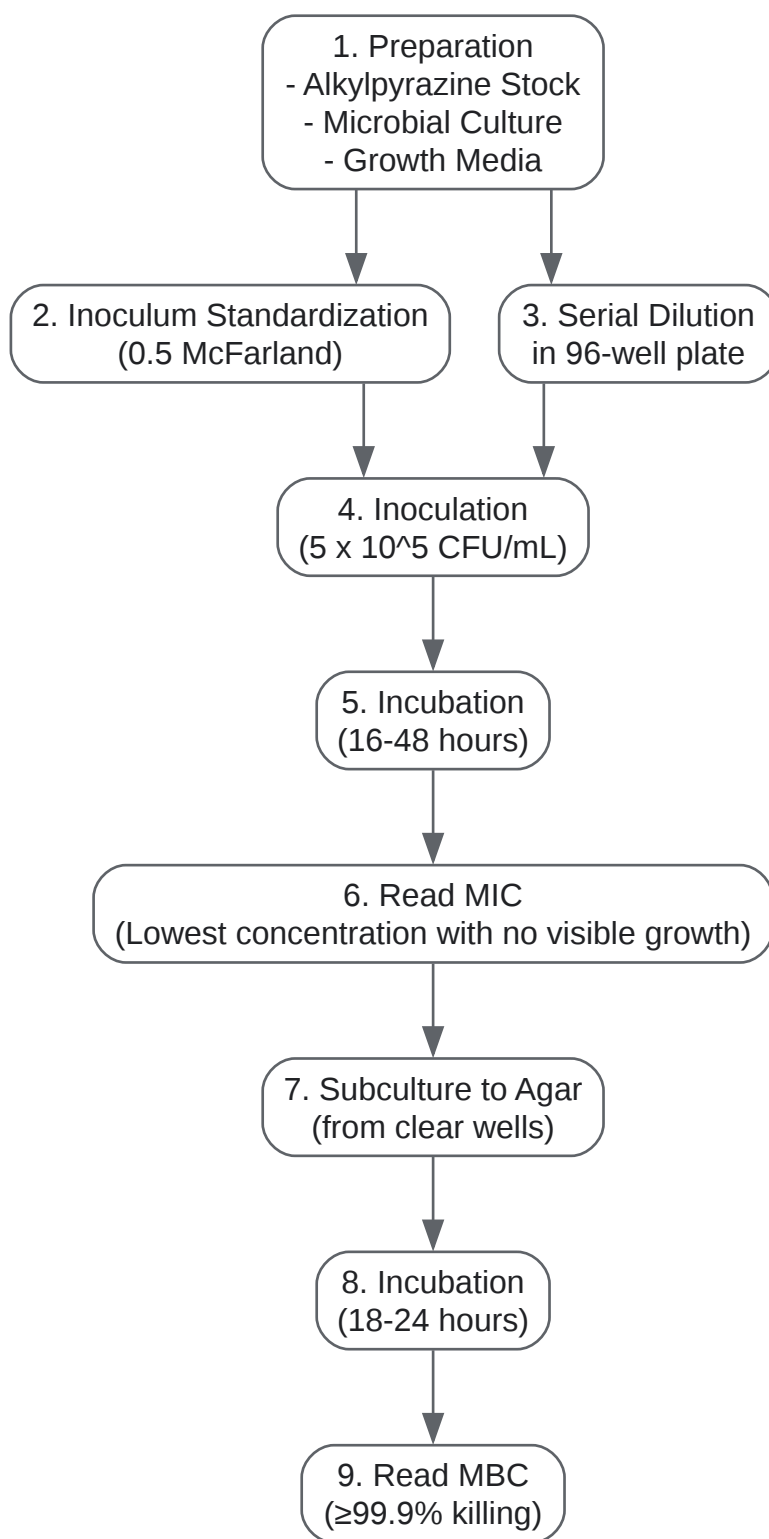 1. Preparation
- Alkylpyrazine Stock
- Microbial Culture
- Growth Media
2. Inoculum Standardization
(0.5 McFarland)
3. Serial Dilution
in 96-well plate
4. Inoculation
(5 x 10^5 CFU/mL)
5. Incubation
(16-48 hours)
6. Read MIC
(Lowest concentration with no visible growth)
7. Subculture to Agar
(from clear wells)
8. Incubation
(18-24 hours)
9. Read MBC
(≥99.9% killing)